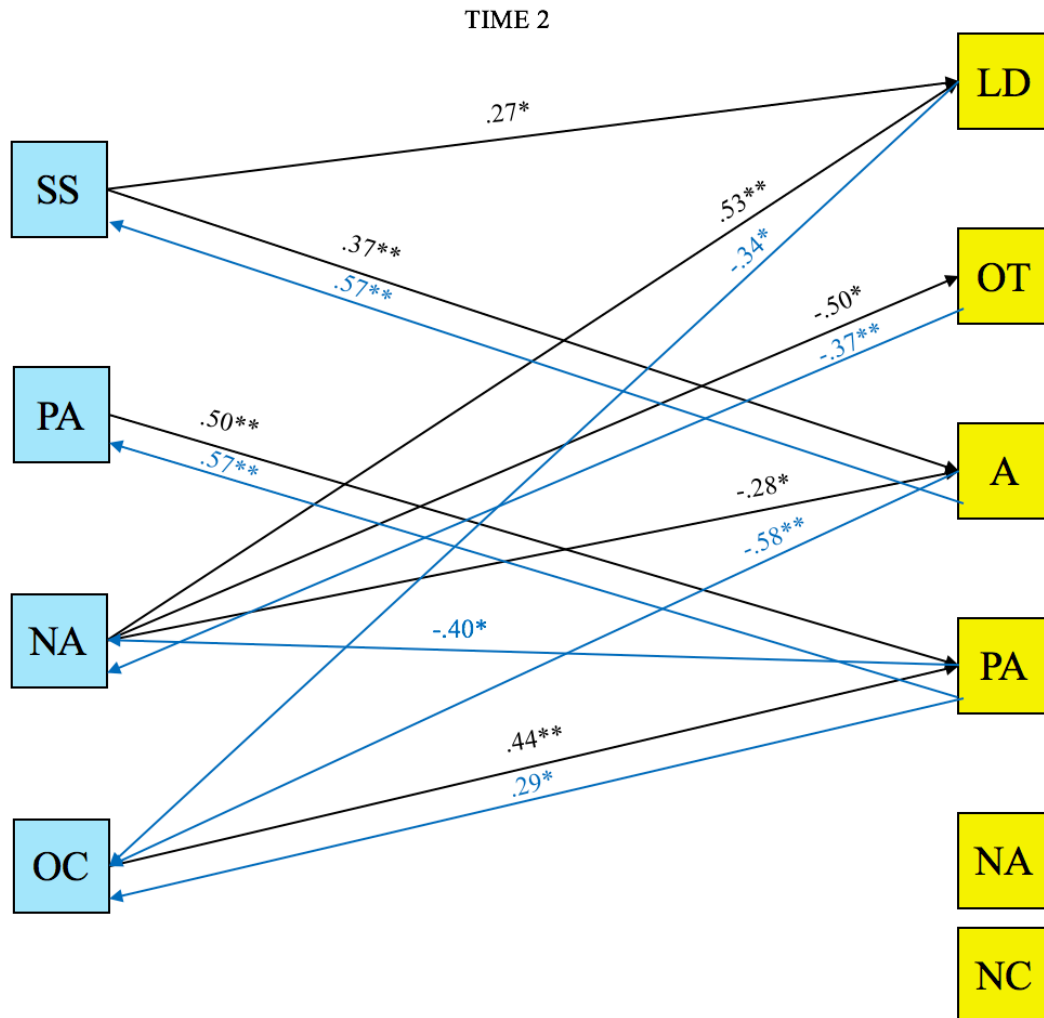 TIME 2
LD
.27*
SS
.53**
-.34*
.37**
.57**
OT
-.50*
-.37**
PA
.50**
.57**
A
-.28*
-.58**
NA
-.40*
PA
.44**
.29*
OC
NA
NC